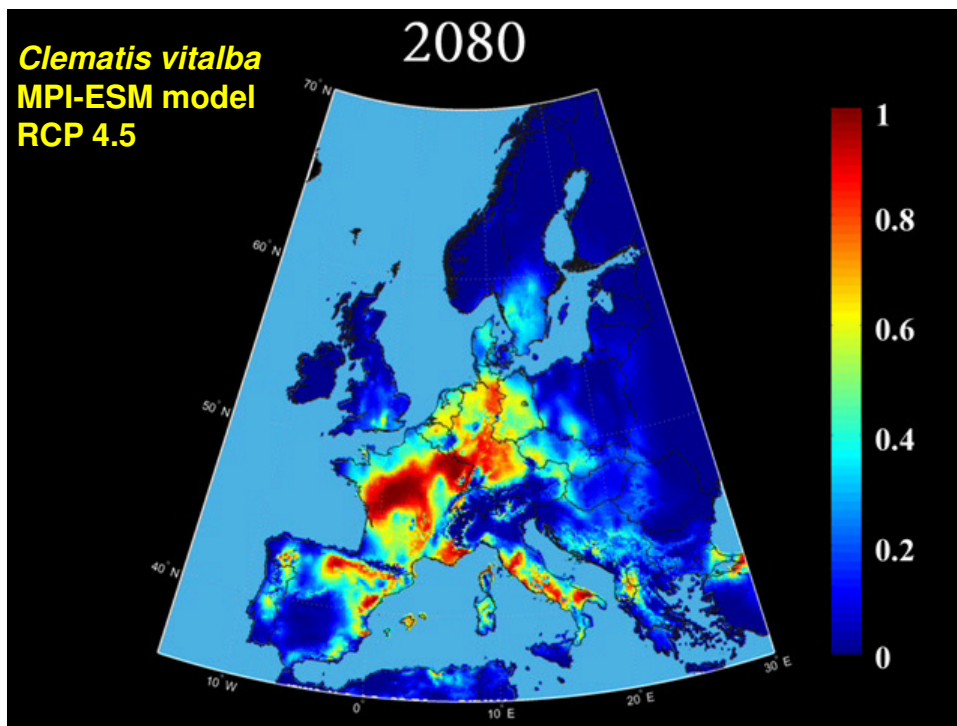 2080
Clematis vitalba
MPI-ESM model
RCP 4.5
70° N
60° N
50° N
40° N
10° W
0°
10° E
20° E
30° E
1
0.8
0.6
0.4
0.2
0